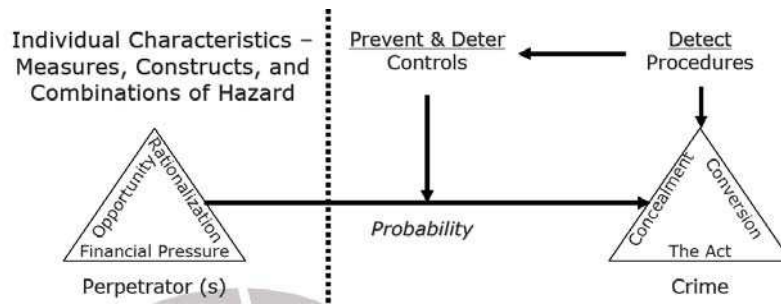 Individual Characteristics –
Measures, Constructs, and
Combinations of Hazard
Prevent & Deter
Controls
Detect
Procedures
Opportunity
Rationalization
Financial Pressure
Perpetrator (s)
Probability
Concealment
Conversion
The Act
Crime